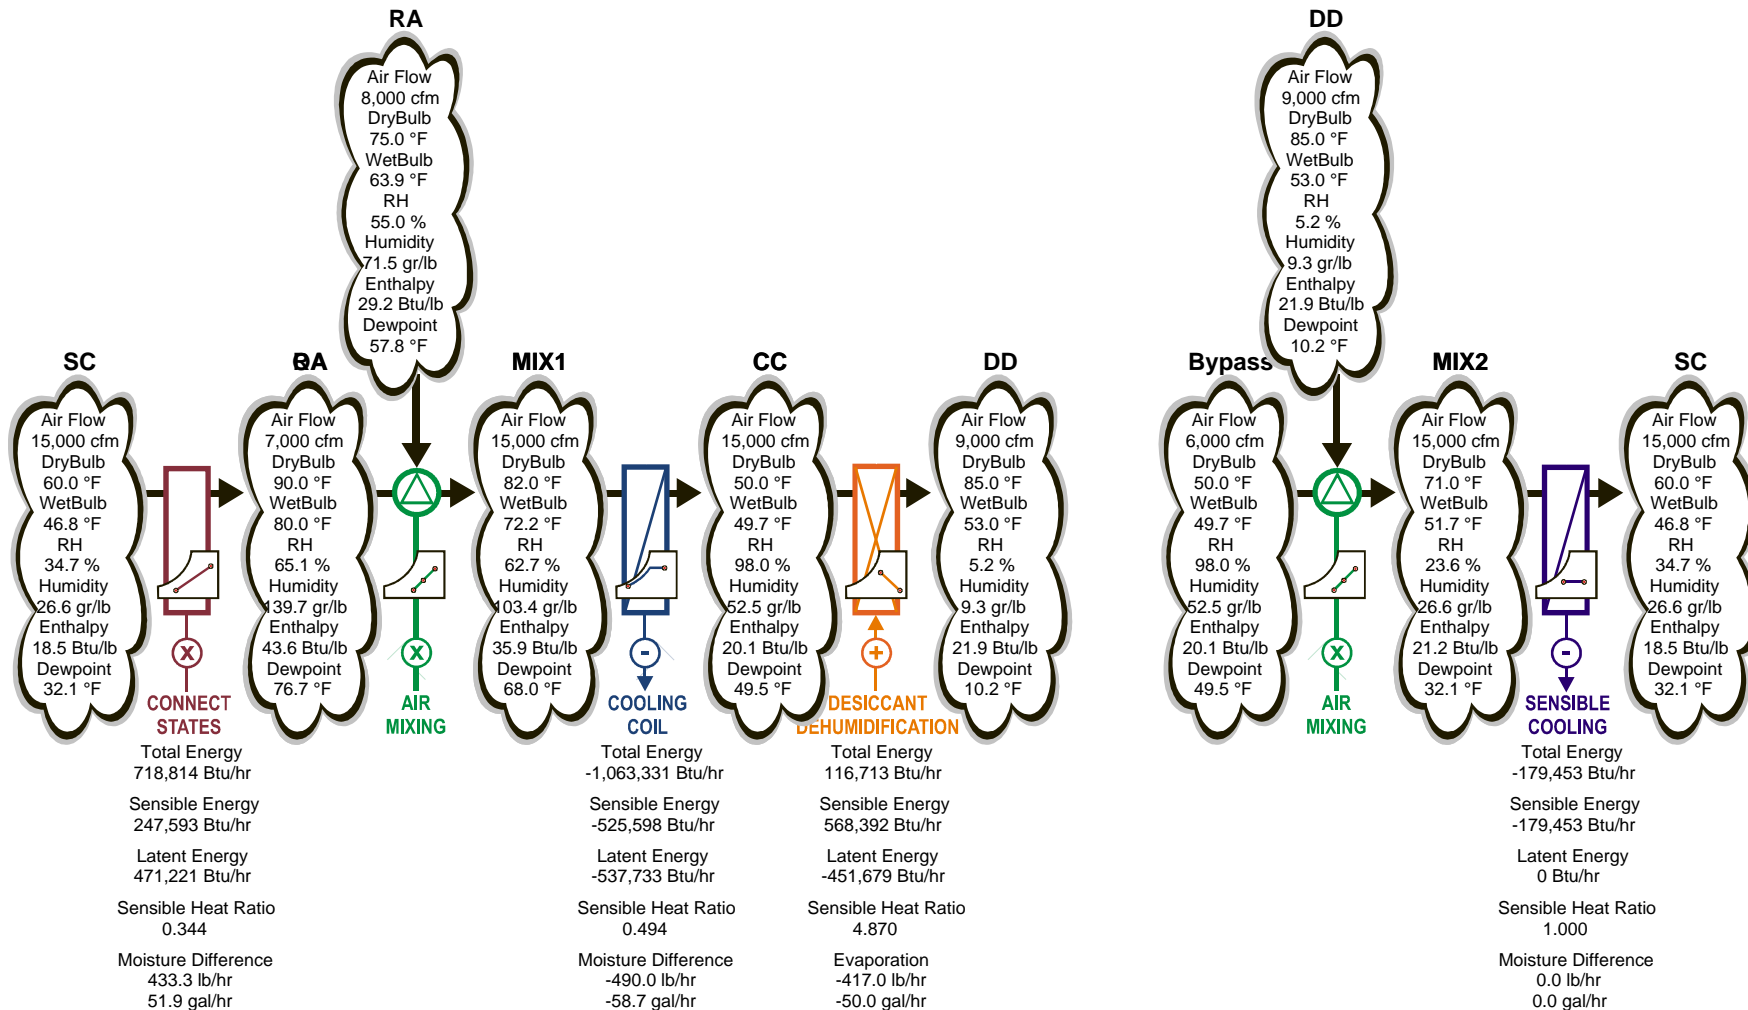 RA
Air Flow
8,000 cfm
DryBulb
75.0 °F
WetBulb
63.9 °F
RH
55.0 %
Humidity
71.5 gr/lb
Enthalpy
29.2 Btu/lb
Dewpoint
57.8 °F
DD
Air Flow
9,000 cfm
DryBulb
85.0 °F
WetBulb
53.0 °F
RH
5.2 %
Humidity
9.3 gr/lb
Enthalpy
21.9 Btu/lb
Dewpoint
10.2 °F
SC
Air Flow
15,000 cfm
DryBulb
60.0 °F
WetBulb
46.8 °F
RH
34.7 %
Humidity
26.6 gr/lb
Enthalpy
18.5 Btu/lb
Dewpoint
32.1 °F
X
CONNECT
STATES
Total Energy
718,814 Btu/hr
Sensible Energy
247,593 Btu/hr
Latent Energy
471,221 Btu/hr
Sensible Heat Ratio
0.344
Moisture Difference
433.3 lb/hr
51.9 gal/hr
Air Flow
7,000 cfm
DryBulb
90.0 °F
WetBulb
80.0 °F
RH
65.1 %
Humidity
139.7 gr/lb
Enthalpy
43.6 Btu/lb
Dewpoint
76.7 °F
X
AIR
MIXING
MIX1
Air Flow
15,000 cfm
DryBulb
82.0 °F
WetBulb
72.2 °F
RH
62.7 %
Humidity
103.4 gr/lb
Enthalpy
35.9 Btu/lb
Dewpoint
68.0 °F
-
COOLING
COIL
Total Energy
-1,063,331 Btu/hr
Sensible Energy
-525,598 Btu/hr
Latent Energy
-537,733 Btu/hr
Sensible Heat Ratio
0.494
Moisture Difference
-490.0 lb/hr
-58.7 gal/hr
CC
Air Flow
15,000 cfm
DryBulb
50.0 °F
WetBulb
49.7 °F
RH
98.0 %
Humidity
52.5 gr/lb
Enthalpy
20.1 Btu/lb
Dewpoint
49.5 °F
+
DESICCANT
DEHUMIDIFICATION
Total Energy
116,713 Btu/hr
Sensible Energy
568,392 Btu/hr
Latent Energy
-451,679 Btu/hr
Sensible Heat Ratio
4.870
Evaporation
-417.0 lb/hr
-50.0 gal/hr
DD
Air Flow
9,000 cfm
DryBulb
85.0 °F
WetBulb
53.0 °F
RH
5.2 %
Humidity
9.3 gr/lb
Enthalpy
21.9 Btu/lb
Dewpoint
10.2 °F
Bypass
Air Flow
6,000 cfm
DryBulb
50.0 °F
WetBulb
49.7 °F
RH
98.0 %
Humidity
52.5 gr/lb
Enthalpy
20.1 Btu/lb
Dewpoint
49.5 °F
X
AIR
MIXING
MIX2
Air Flow
15,000 cfm
DryBulb
71.0 °F
WetBulb
51.7 °F
RH
23.6 %
Humidity
26.6 gr/lb
Enthalpy
21.2 Btu/lb
Dewpoint
32.1 °F
-
SENSIBLE
COOLING
Total Energy
-179,453 Btu/hr
Sensible Energy
-179,453 Btu/hr
Latent Energy
0 Btu/hr
Sensible Heat Ratio
1.000
Moisture Difference
0.0 lb/hr
0.0 gal/hr
SC
Air Flow
15,000 cfm
DryBulb
60.0 °F
WetBulb
46.8 °F
RH
34.7 %
Humidity
26.6 gr/lb
Enthalpy
18.5 Btu/lb
Dewpoint
32.1 °F